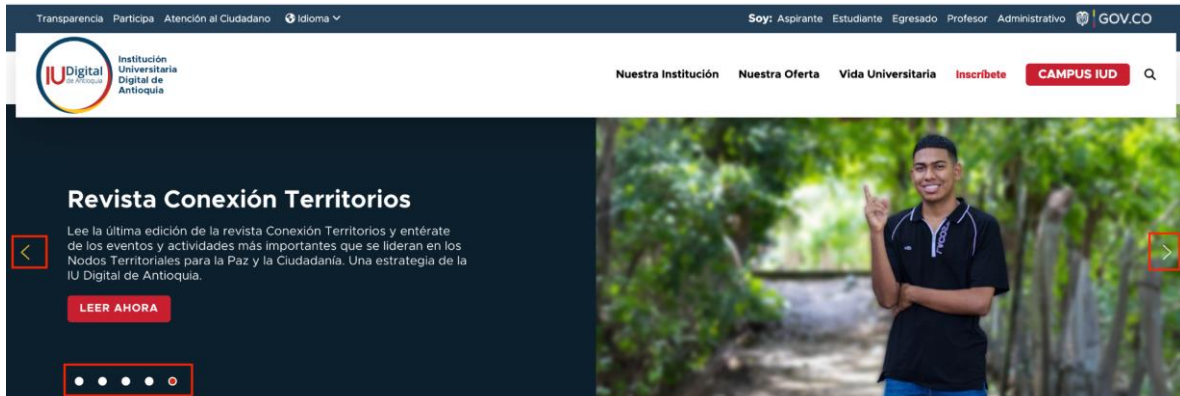 Transparencia Participa Atención al Ciudadano Idioma Soy: Aspirante Estudiante Egresado Profesor Administrativo GOV.CO
IUDigital
de Antioquia
Institución
Universitaria
Digital de
Antioquia
Nuestra Institución Nuestra Oferta Vida Universitaria Inscríbete CAMPUS IUD
Revista Conexión Territorios
Lee la última edición de la revista Conexión Territorios y entérate
de los eventos y actividades más importantes que se lideran en los
Nodos Territoriales para la Paz y la Ciudadanía. Una estrategia de la
IU Digital de Antioquia.
LEER AHORA